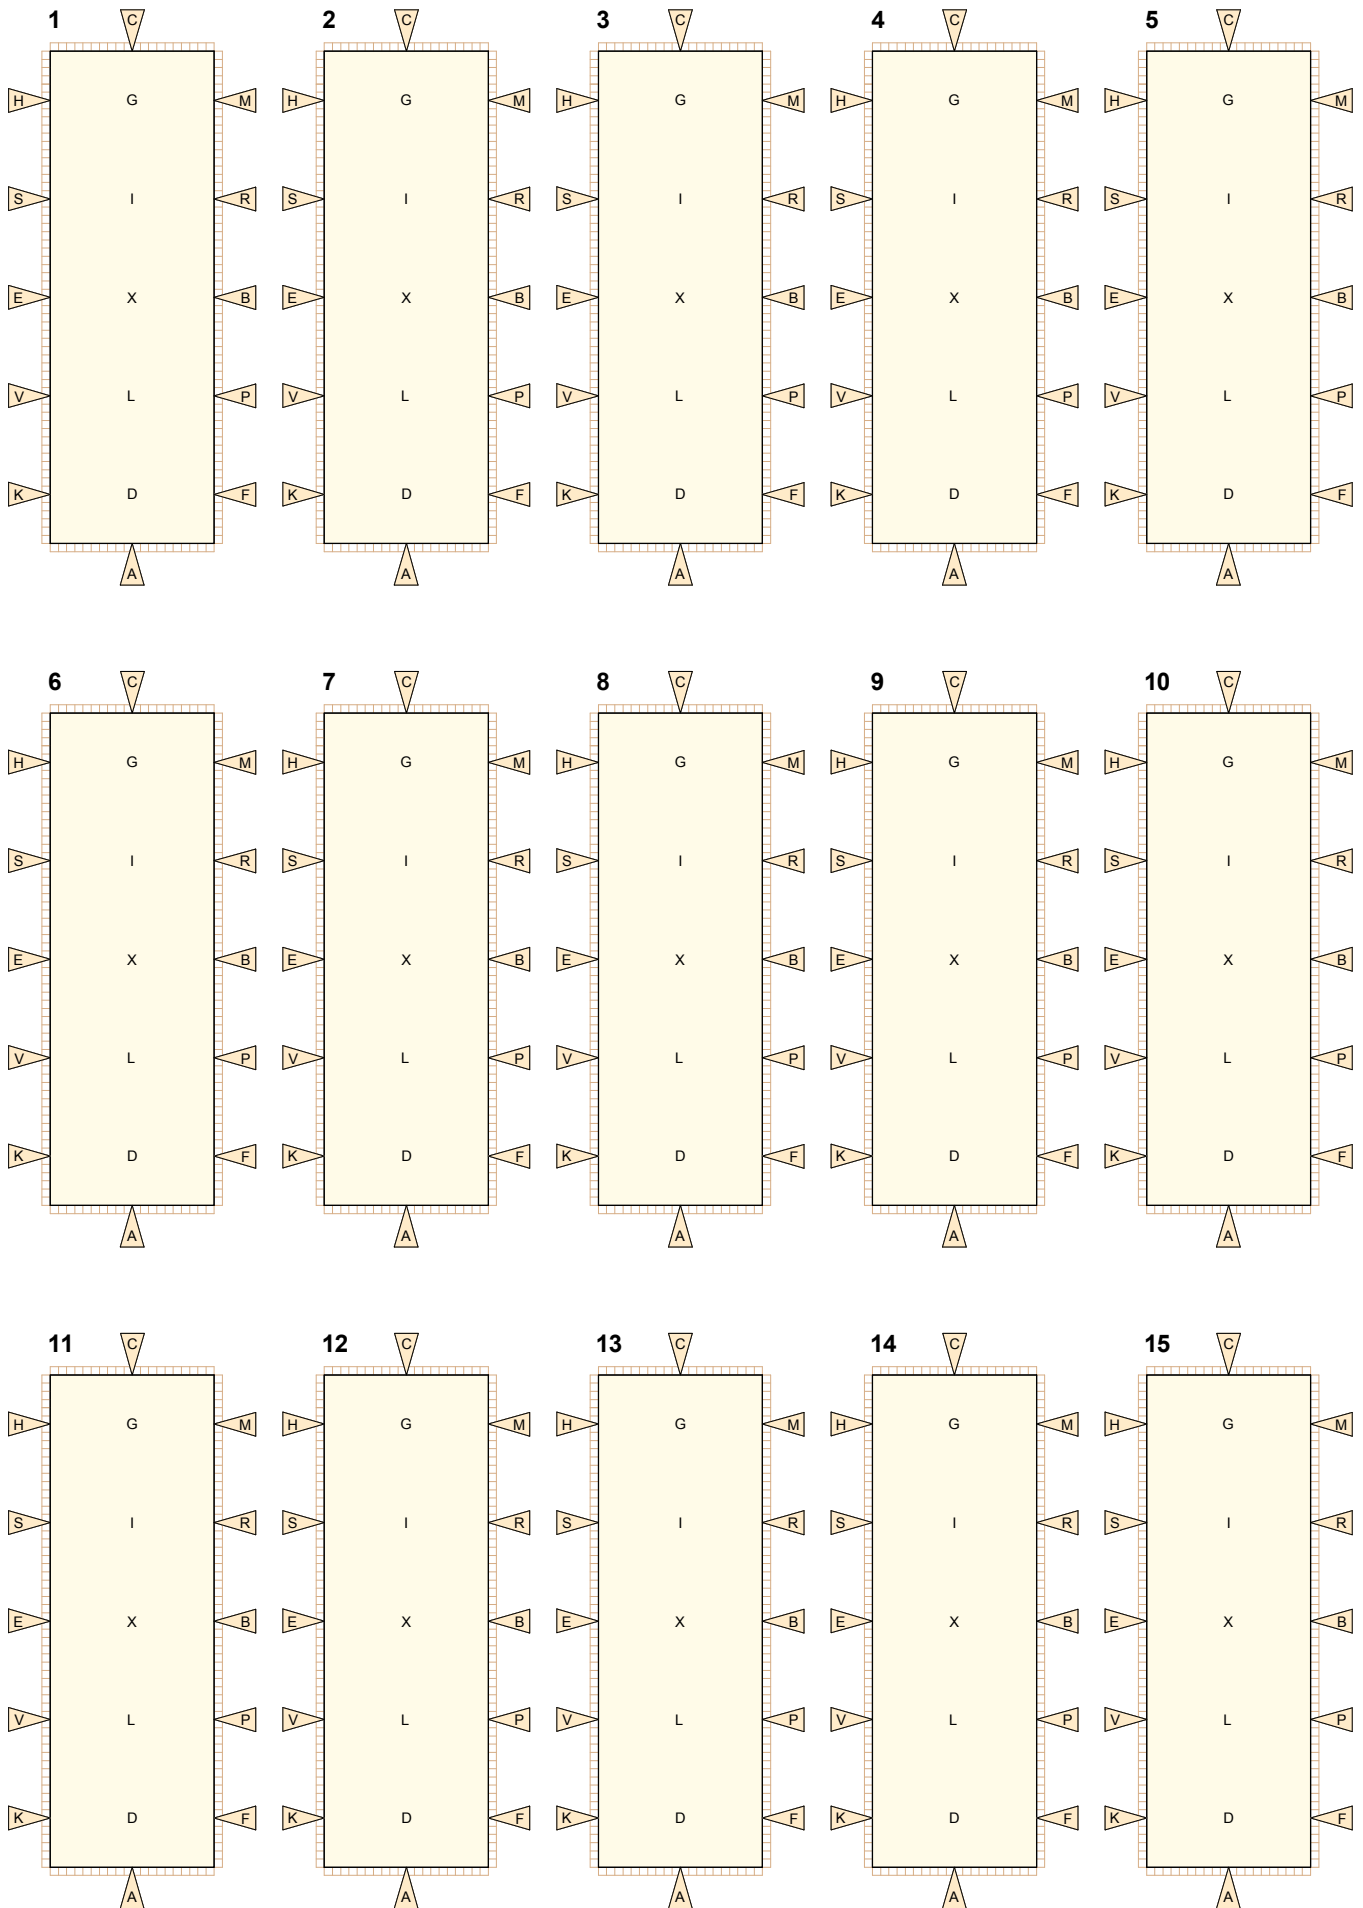 1 C 2 C 3 C 4 C 5 C
H G M H G M H G M H G M H G M
S I R S I R S I R S I R S I R
E X B E X B E X B E X B E X B
V L P V L P V L P V L P V L P
K D F K D F K D F K D F K D F
A A A A A
6 C 7 C 8 C 9 C 10 C
H G M H G M H G M H G M H G M
S I R S I R S I R S I R S I R
E X B E X B E X B E X B E X B
V L P V L P V L P V L P V L P
K D F K D F K D F K D F K D F
A A A A A
11 C 12 C 13 C 14 C 15 C
H G M H G M H G M H G M H G M
S I R S I R S I R S I R S I R
E X B E X B E X B E X B E X B
V L P V L P V L P V L P V L P
K D F K D F K D F K D F K D F
A A A A A